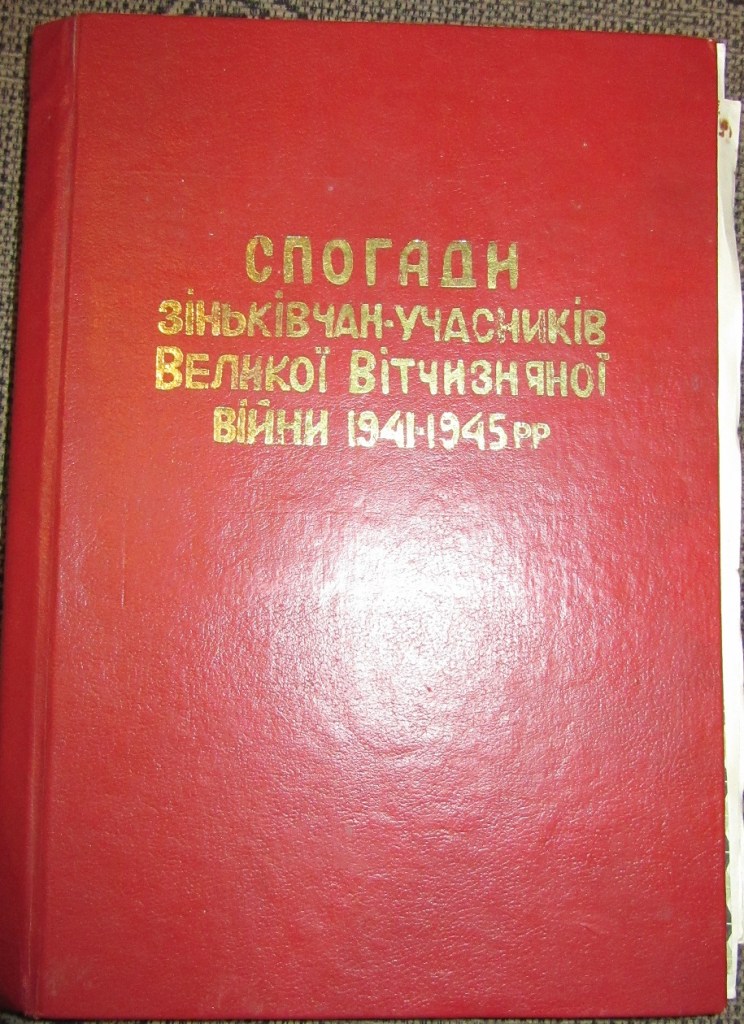 СПОГАДИ
ЗІНЬКІВЧАН-УЧАСНИКІВ
ВЕЛИКОЇ ВІТЧИЗНЯНОЇ
ВІЙНИ 1941-1945 РР